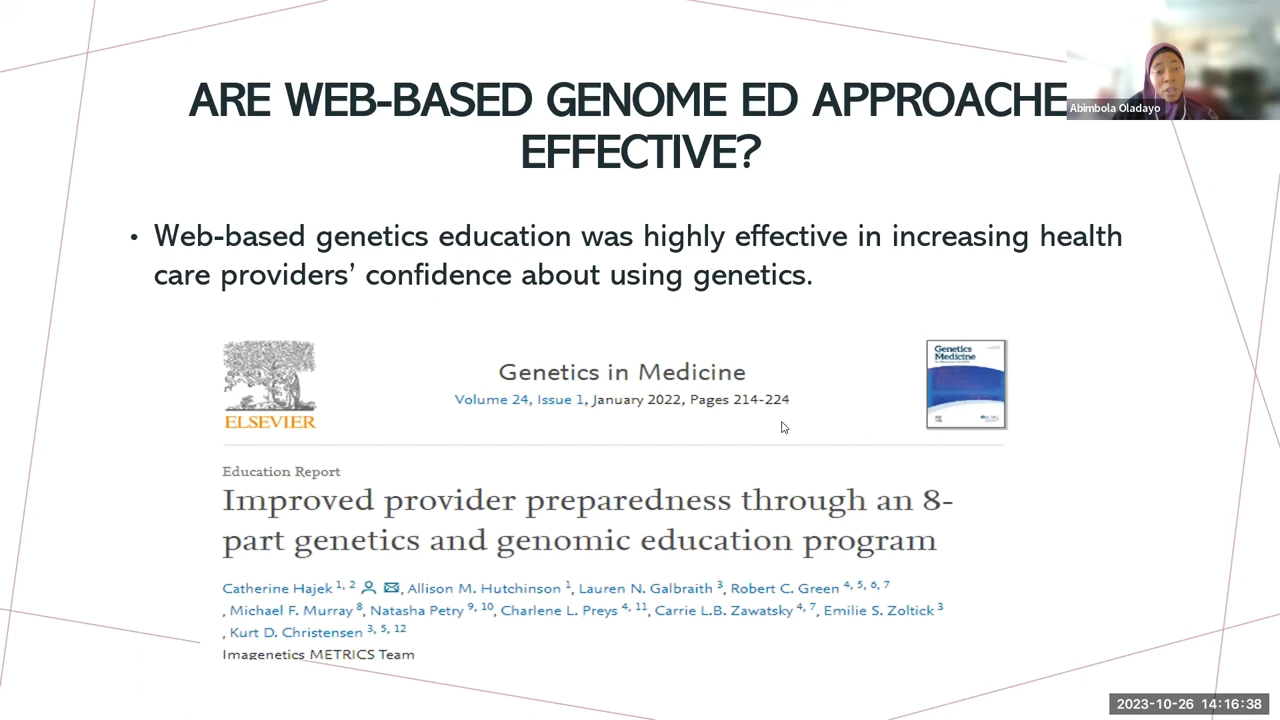 ARE WEB-BASED GENOME ED APPROACHE
EFFECTIVE?
Abimbola Oladayo
• Web-based genetics education was highly effective in increasing health
care providers’ confidence about using genetics.
ELSEVIER
Genetics in Medicine
Volume 24, Issue 1, January 2022, Pages 214-224
Genetics
Medicine
Education Report
Improved provider preparedness through an 8-
part genetics and genomic education program
Catherine Hajek 1, 2 , Allison M. Hutchinson 1, Lauren N. Galbraith 3, Robert C. Green 4, 5, 6, 7
, Michael F. Murray 8, Natasha Petry 9, 10, Charlene L. Preys 4, 11, Carrie L.B. Zawatsky 4, 7, Emilie S. Zoltick 3
, Kurt D. Christensen 3, 5, 12
Imagenetics METRICS Team
2023-10-26 14:16:38